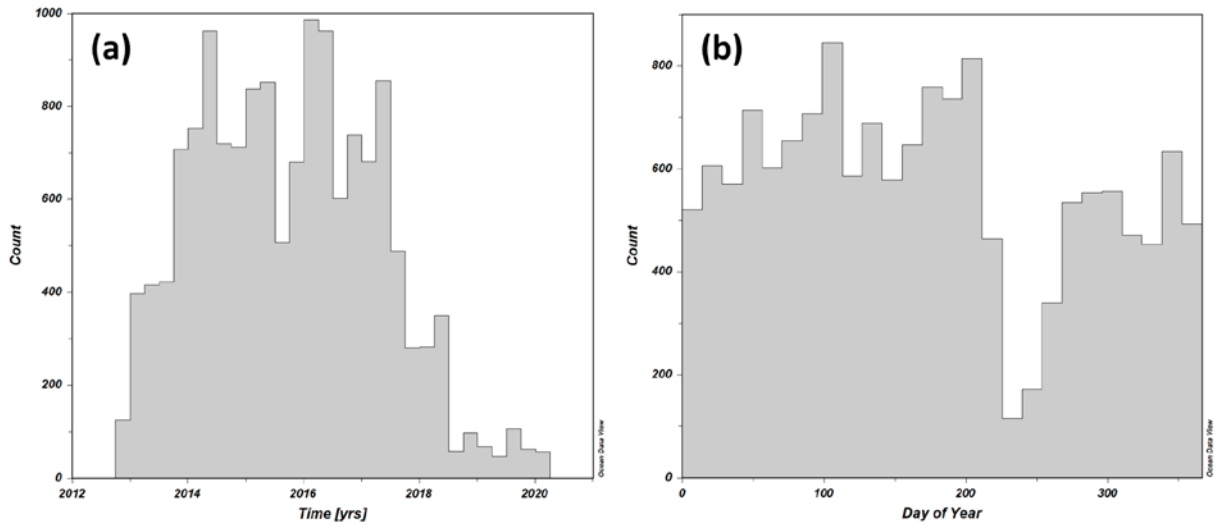 (a)
1000
800
600
400
200
0
Count
2012 2014 2016 2018 2020
Time [yrs]
Ocean Data View
(b)
800
600
400
200
0
Count
0 100 200 300
Day of Year
Ocean Data View